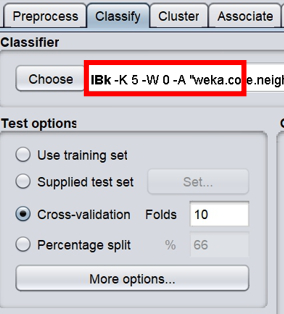 Preprocess Classify Cluster Associate
Classifier
Choose IBk -K 5 -W 0 -A "weka.core.neigh
Test options
Use training set
Supplied test set Set...
Cross-validation Folds 10
Percentage split % 66
More options...